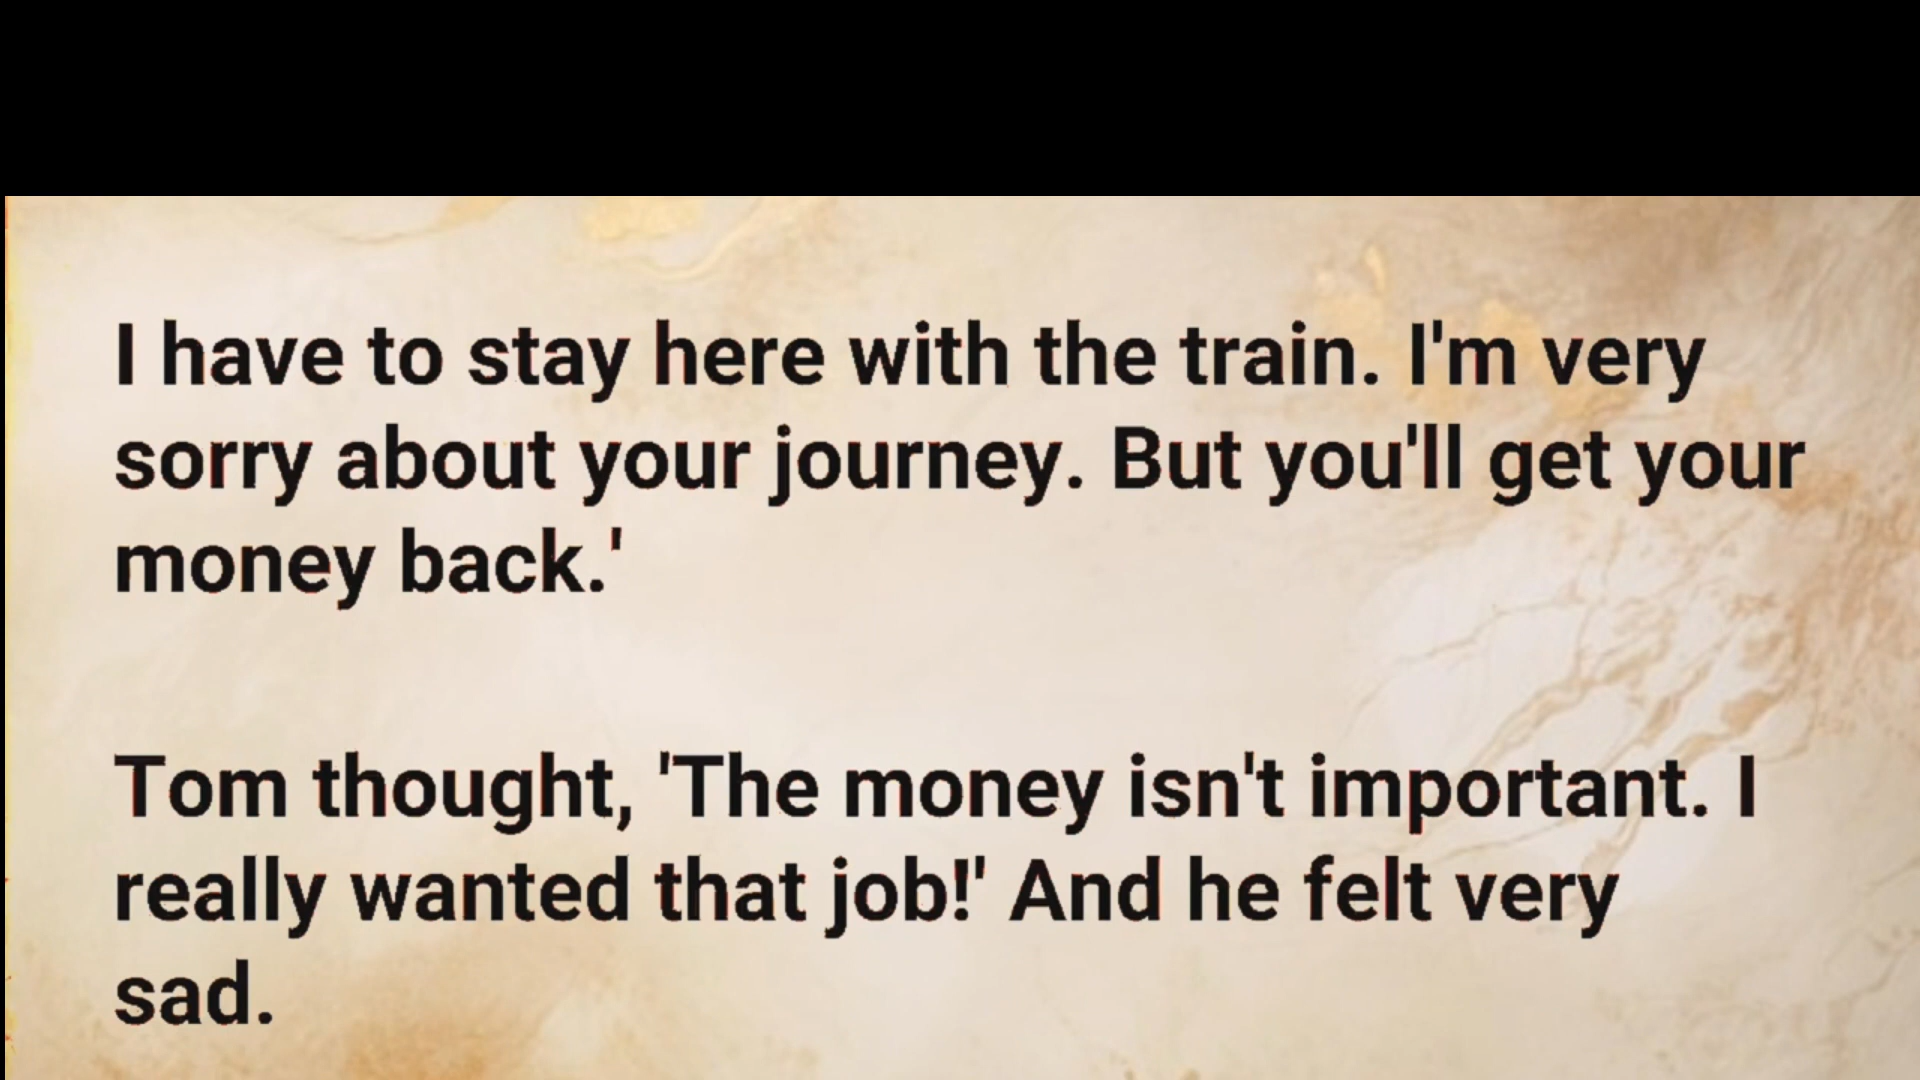 I have to stay here with the train. I'm very
sorry about your journey. But you'll get your
money back.'
Tom thought, 'The money isn't important. I
really wanted that job!' And he felt very
sad.